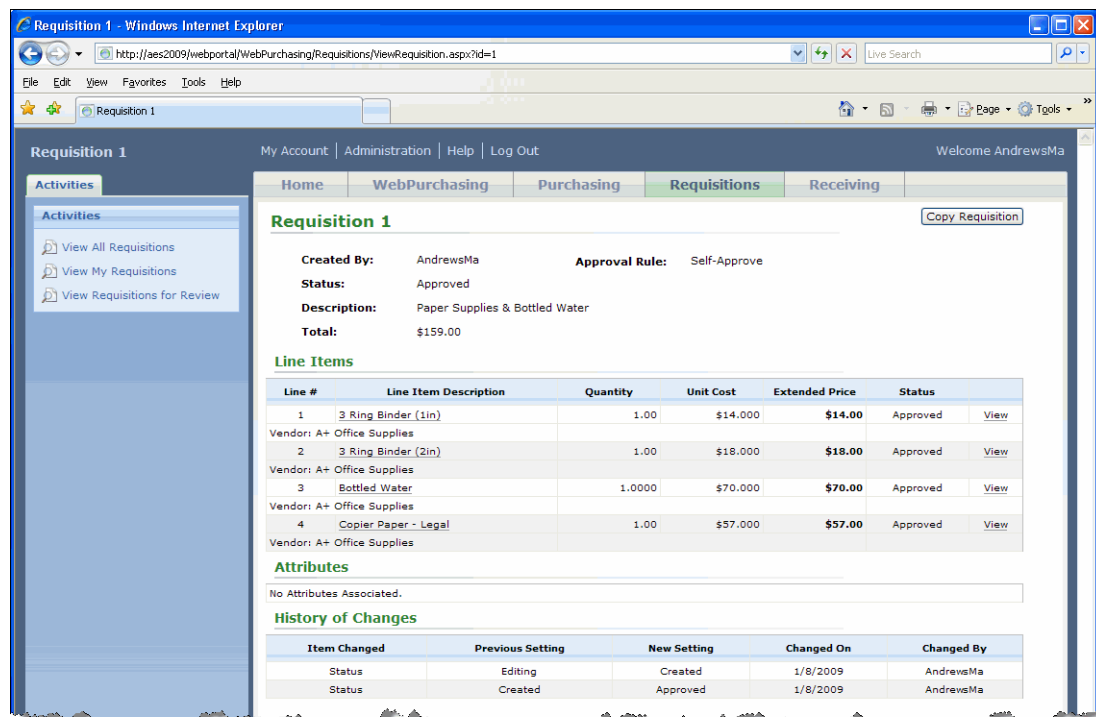 Requisition 1 - Windows Internet Explorer
http://aes2009/webportal/WebPurchasing/Requisitions/ViewRequisition.aspx?id=1 Live Search
File Edit View Favorites Tools Help
Requisition 1 Page Tools »
Requisition 1 My Account | Administration | Help | Log Out Welcome AndrewsMa
Activities Home WebPurchasing Purchasing Requisitions Receiving
Activities
View All Requisitions
View My Requisitions
View Requisitions for Review
Requisition 1 Copy Requisition
Created By: AndrewsMa Approval Rule: Self-Approve
Status: Approved
Description: Paper Supplies & Bottled Water
Total: $159.00
Line Items
Line # Line Item Description Quantity Unit Cost Extended Price Status
1 3 Ring Binder (1in) 1.00 $14.000 $14.00 Approved View
Vendor: A+ Office Supplies
2 3 Ring Binder (2in) 1.00 $18.000 $18.00 Approved View
Vendor: A+ Office Supplies
3 Bottled Water 1.0000 $70.000 $70.00 Approved View
Vendor: A+ Office Supplies
4 Copier Paper - Legal 1.00 $57.000 $57.00 Approved View
Vendor: A+ Office Supplies
Attributes
No Attributes Associated.
History of Changes
Item Changed Previous Setting New Setting Changed On Changed By
Status Editing Created 1/8/2009 AndrewsMa
Status Created Approved 1/8/2009 AndrewsMa